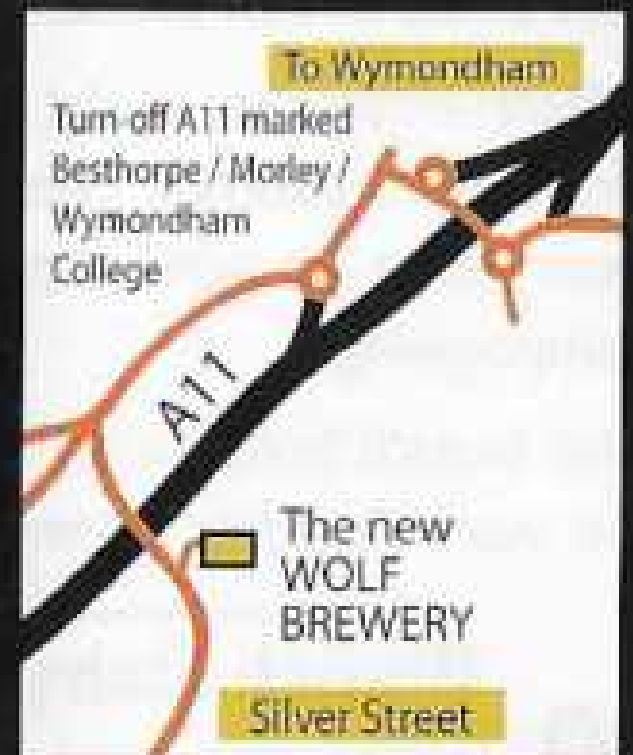 To Wymondham
Turn-off A11 marked
Besthorpe / Morley /
Wymondham
College
A11
The new
WOLF
BREWERY
Silver Street